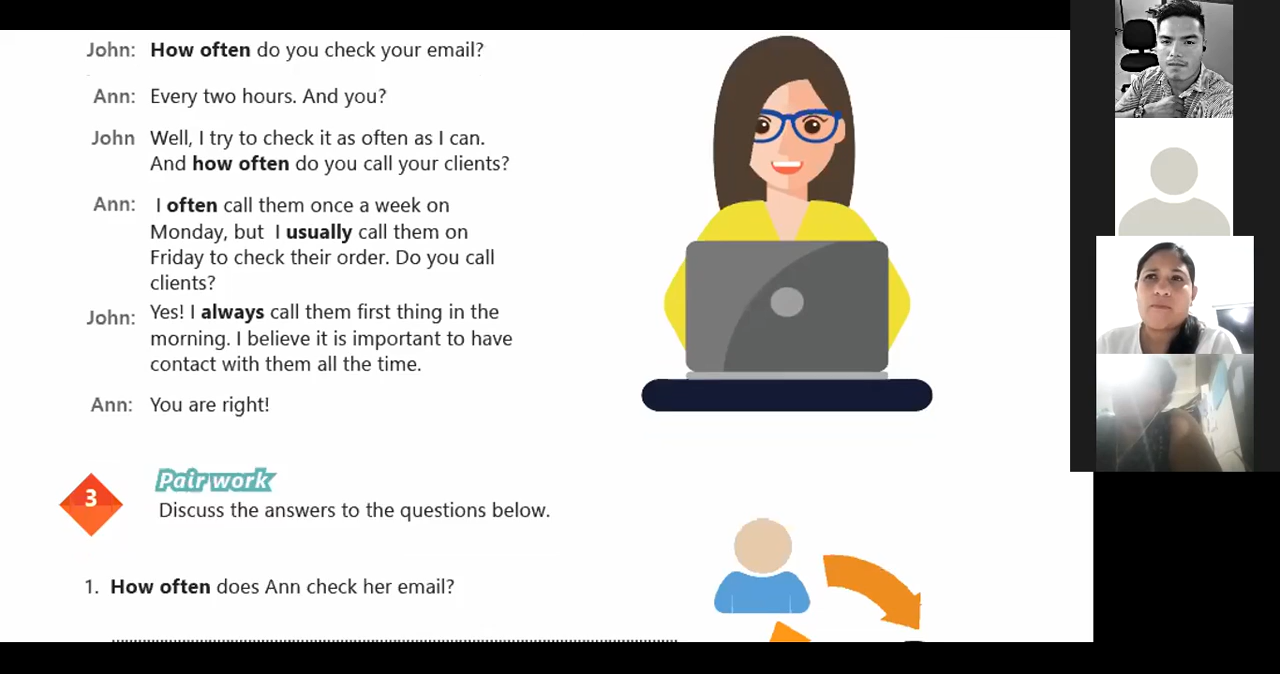 John: How often do you check your email?
Ann: Every two hours. And you?
John Well, I try to check it as often as I can.
And how often do you call your clients?
Ann: I often call them once a week on
Monday, but I usually call them on
Friday to check their order. Do you call
clients?
John: Yes! I always call them first thing in the
morning. I believe it is important to have
contact with them all the time.
Ann: You are right!
3 Pair work
Discuss the answers to the questions below.
1. How often does Ann check her email?